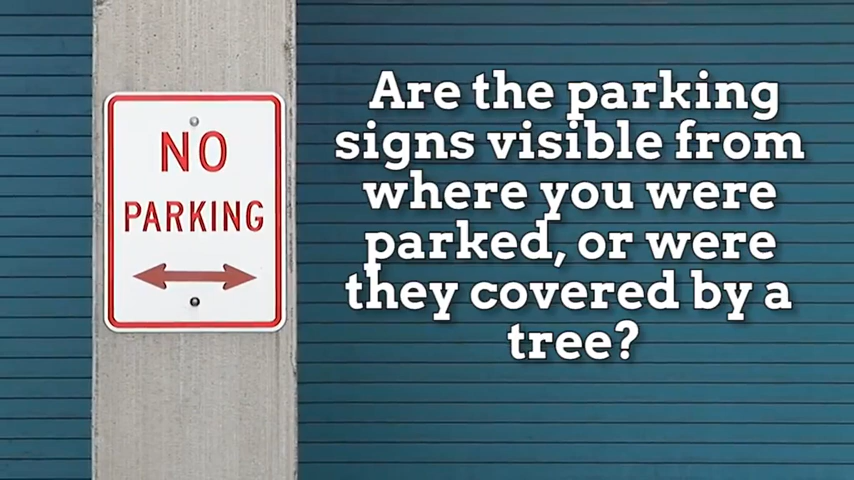 NO
PARKING
Are the parking
signs visible from
where you were
parked, or were
they covered by a
tree?